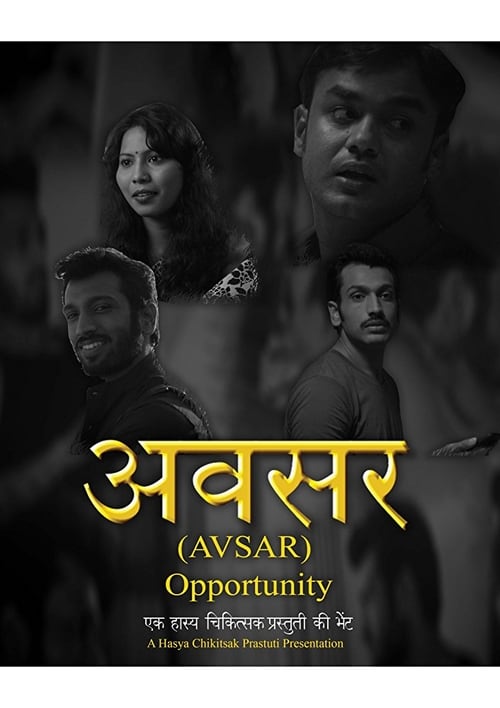 अवसर
(AVSAR)
Opportunity
एक हास्य चिकित्सक प्रस्तुती की भेंट
A Hasya Chikitsak Prastuti Presentation